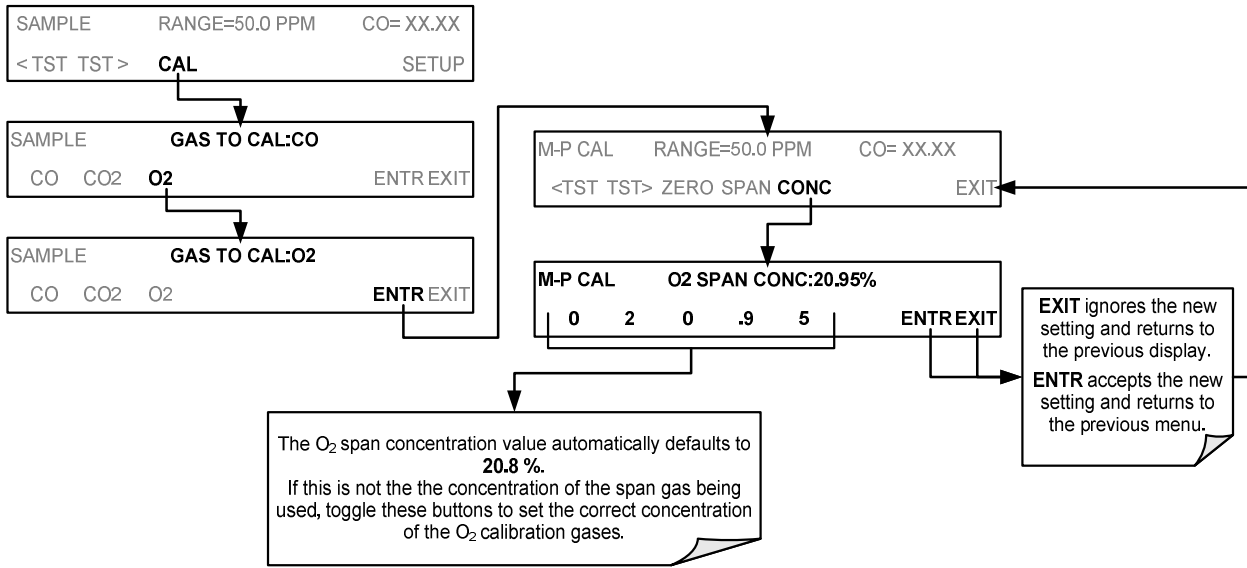 SAMPLE RANGE=50.0 PPM CO= XX.XX
< TST TST > CAL SETUP
SAMPLE GAS TO CAL:CO
CO CO2 O2 ENTR EXIT
SAMPLE GAS TO CAL:O2
CO CO2 O2 ENTR EXIT
M-P CAL RANGE=50.0 PPM CO= XX.XX
<TST TST> ZERO SPAN CONC EXIT
M-P CAL O2 SPAN CONC:20.95%
0 2 0 .9 5 ENTR EXIT
EXIT ignores the new
setting and returns to
the previous display.
ENTR accepts the new
setting and returns to
the previous menu.
The O₂ span concentration value automatically defaults to
20.8 %.
If this is not the the concentration of the span gas being
used, toggle these buttons to set the correct concentration
of the O₂ calibration gases.